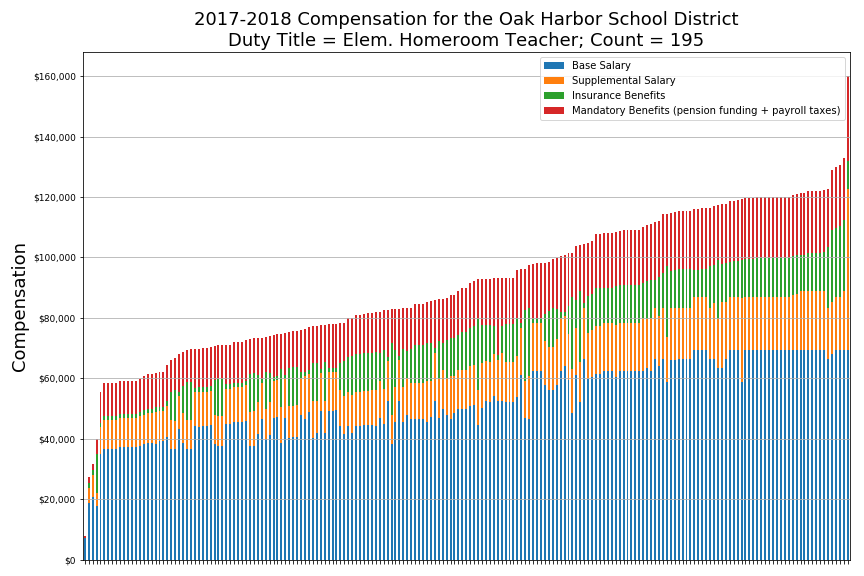 2017-2018 Compensation for the Oak Harbor School District
Duty Title = Elem. Homeroom Teacher; Count = 195
Base Salary
Supplemental Salary
Insurance Benefits
Mandatory Benefits (pension funding + payroll taxes)
Compensation
$160,000
$140,000
$120,000
$100,000
$80,000
$60,000
$40,000
$20,000
$0